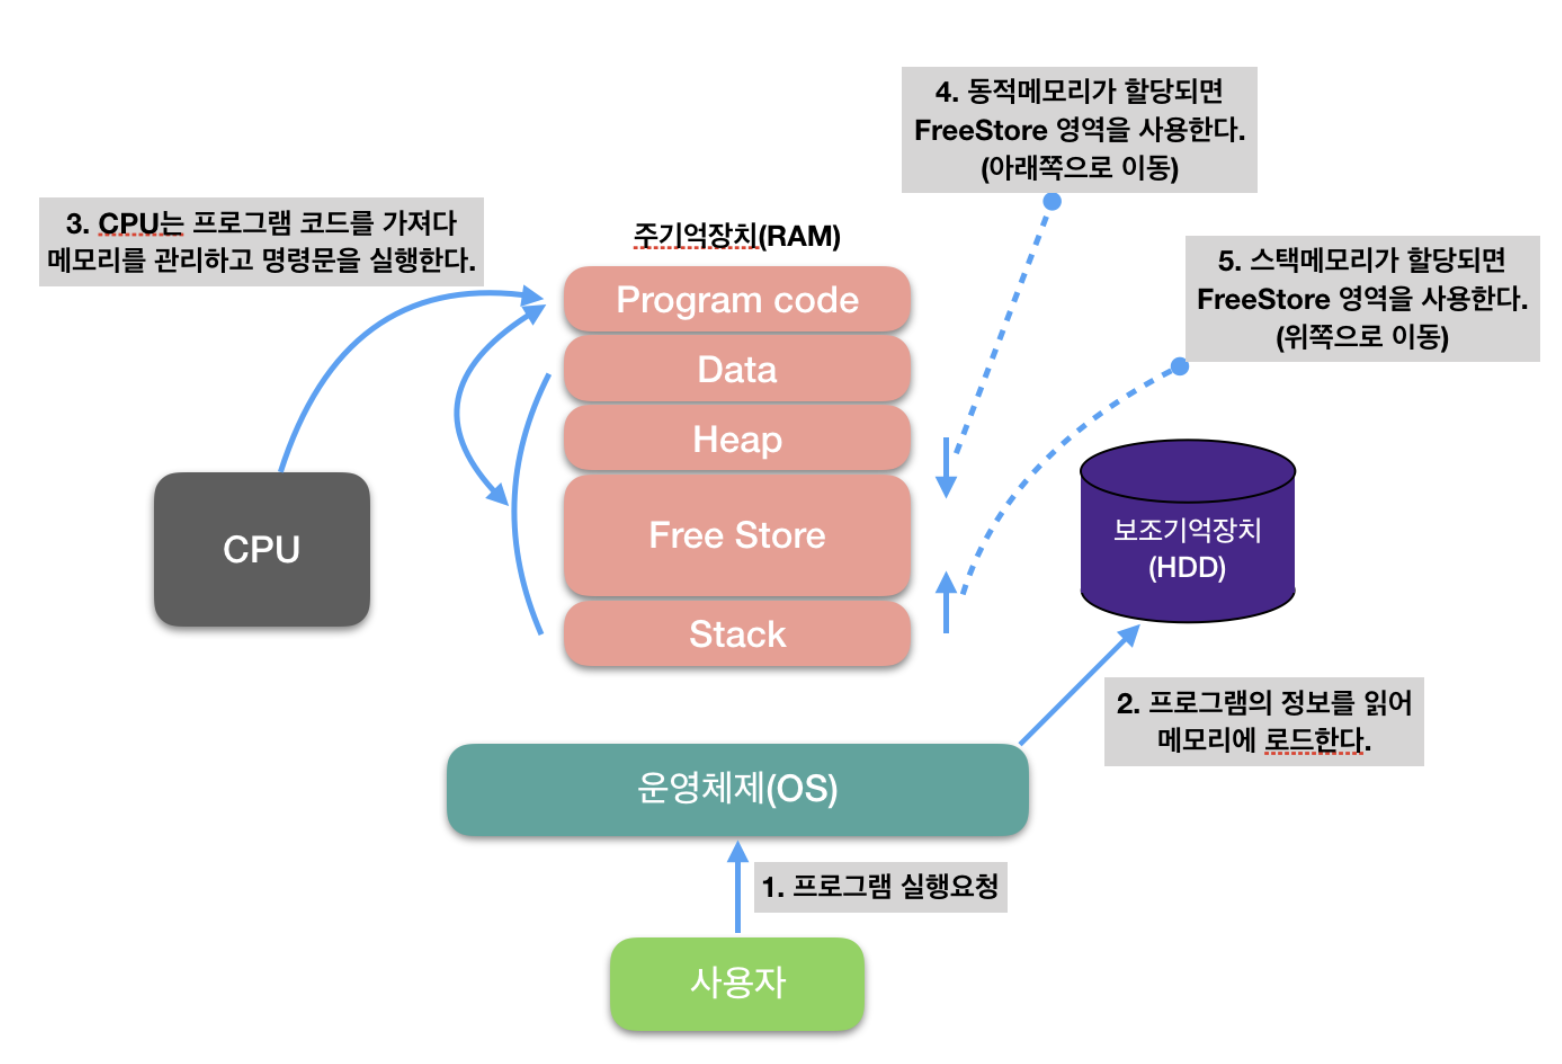 4. 동적메모리가 할당되면
FreeStore 영역을 사용한다.
(아래쪽으로 이동)
3. CPU는 프로그램 코드를 가져다
메모리를 관리하고 명령문을 실행한다.
주기억장치(RAM)
5. 스택메모리가 할당되면
FreeStore 영역을 사용한다.
(위쪽으로 이동)
Program code
Data
Heap
Free Store
Stack
CPU
보조기억장치
(HDD)
2. 프로그램의 정보를 읽어
메모리에 로드한다.
운영체제(OS)
1. 프로그램 실행요청
사용자